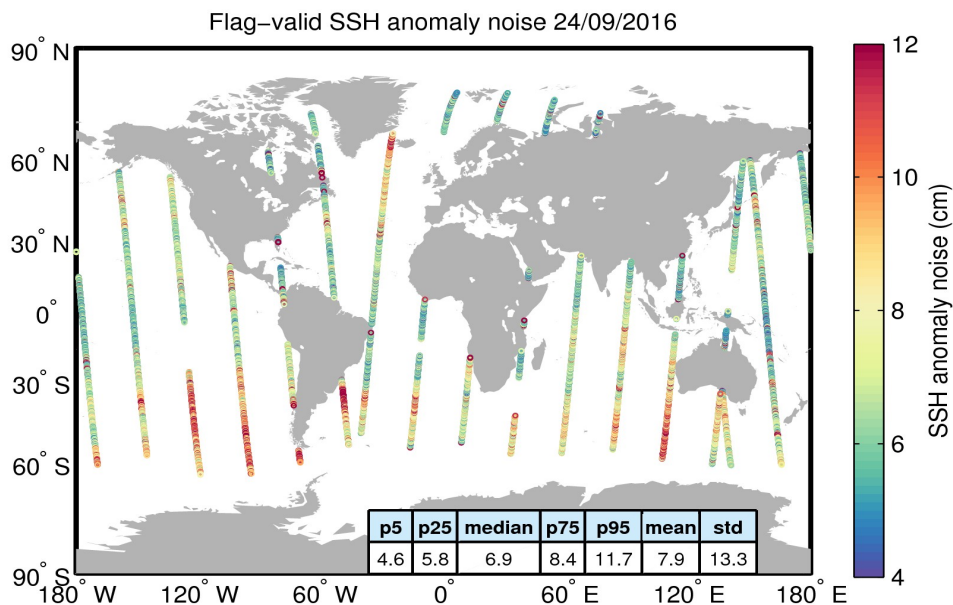 Flag−valid SSH anomaly noise 24/09/2016
90° N
60° N
30° N
0°
30° S
60° S
90° S
180° W
120° W
60° W
0°
60° E
120° E
180° E
p5 p25 median p75 p95 mean std
4.6 5.8 6.9 8.4 11.7 7.9 13.3
12
10
8
6
4
SSH anomaly noise (cm)